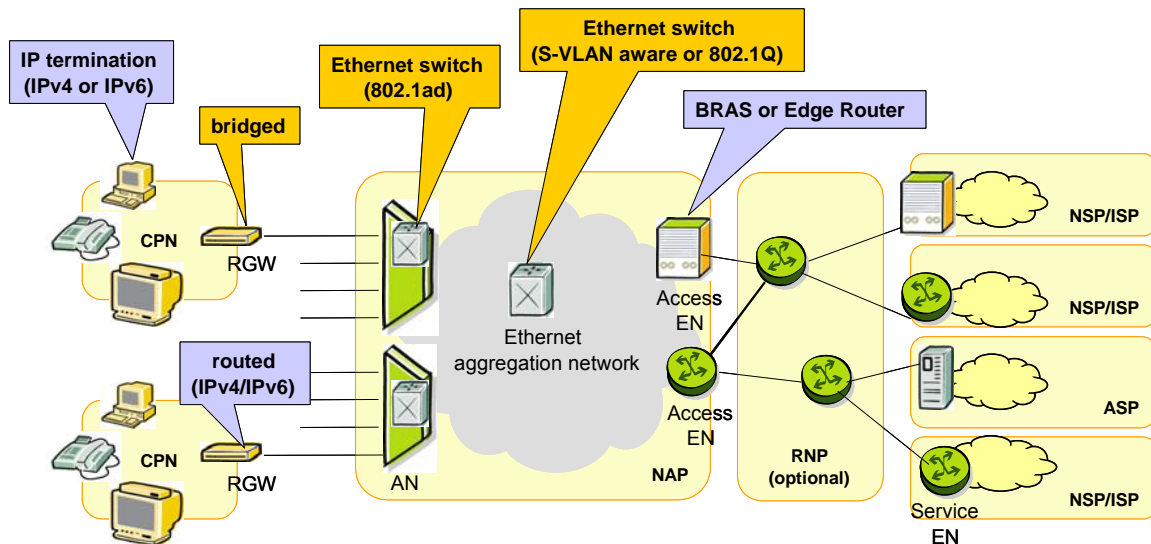 Ethernet switch
(S-VLAN aware or 802.1Q)
IP termination
(IPv4 or IPv6)
Ethernet switch
(802.1ad)
bridged
BRAS or Edge Router
CPN
RGW
Ethernet
aggregation network
Access
EN
NSP/ISP
NSP/ISP
routed
(IPv4/IPv6)
CPN
RGW
AN
Access
EN
NAP
RNP
(optional)
ASP
NSP/ISP
Service
EN